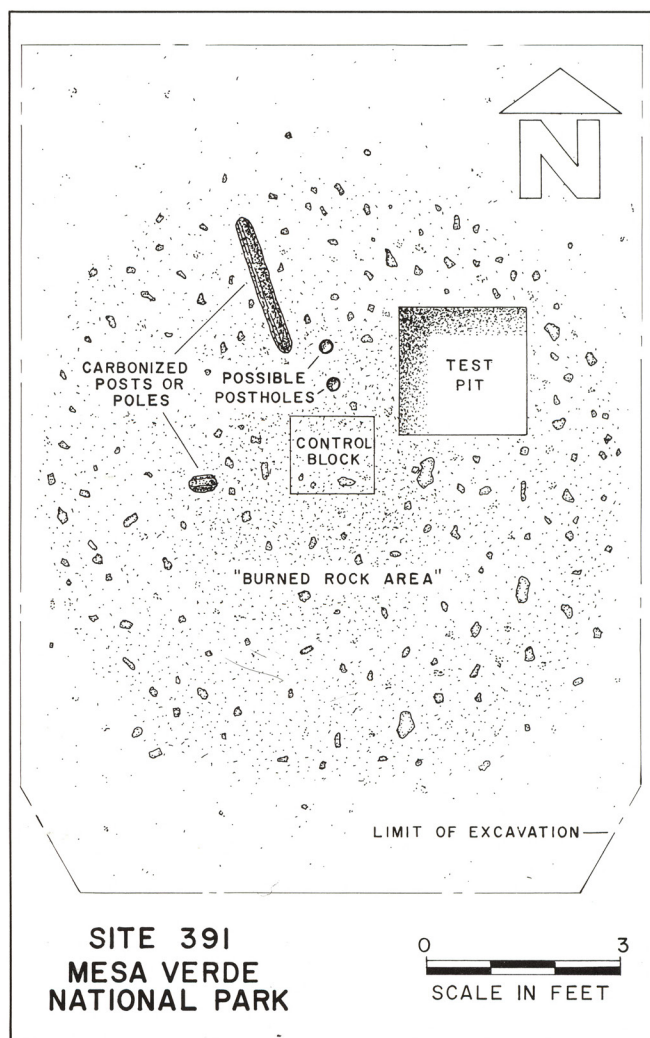 N
CARBONIZED
POSTS OR
POLES
POSSIBLE
POSTHOLES
TEST
PIT
CONTROL
BLOCK
"BURNED ROCK AREA"
LIMIT OF EXCAVATION
SITE 391
MESA VERDE
NATIONAL PARK
0 3
SCALE IN FEET